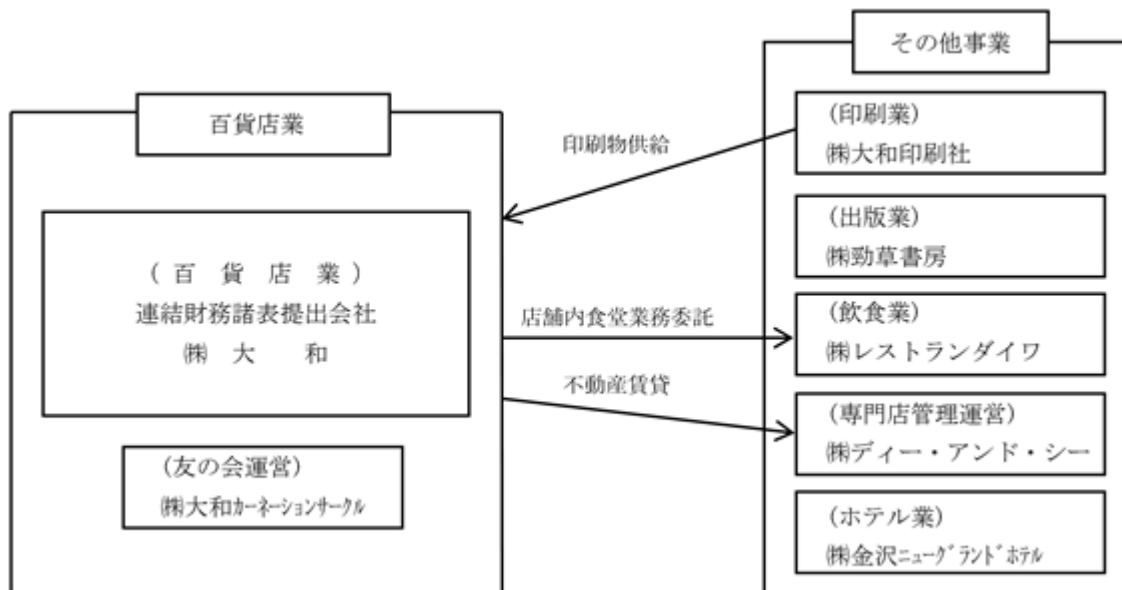 百貨店業
(百貨店業)
連結財務諸表提出会社
㈱大和
(友の会運営)
㈱大和ｶｰﾈｰｼｮﾝｻｰｸﾙ
印刷物供給
店舗内食堂業務委託
不動産賃貸
その他事業
(印刷業)
㈱大和印刷社
(出版業)
㈱勁草書房
(飲食業)
㈱レストランダイワ
(専門店管理運営)
㈱ディー・アンド・シー
(ホテル業)
㈱金沢ﾆｭｰｸﾞﾗﾝﾄﾞﾎﾃﾙ